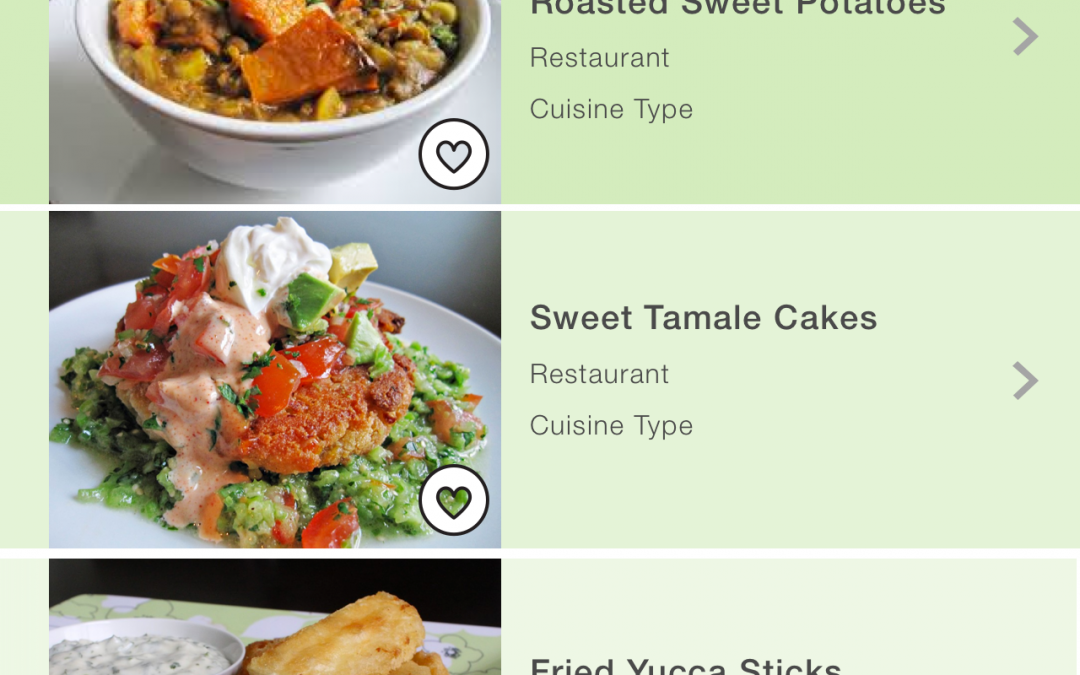 Roasted Sweet Potatoes
Restaurant
Cuisine Type
Sweet Tamale Cakes
Restaurant
Cuisine Type
Fried Yucca Sticks